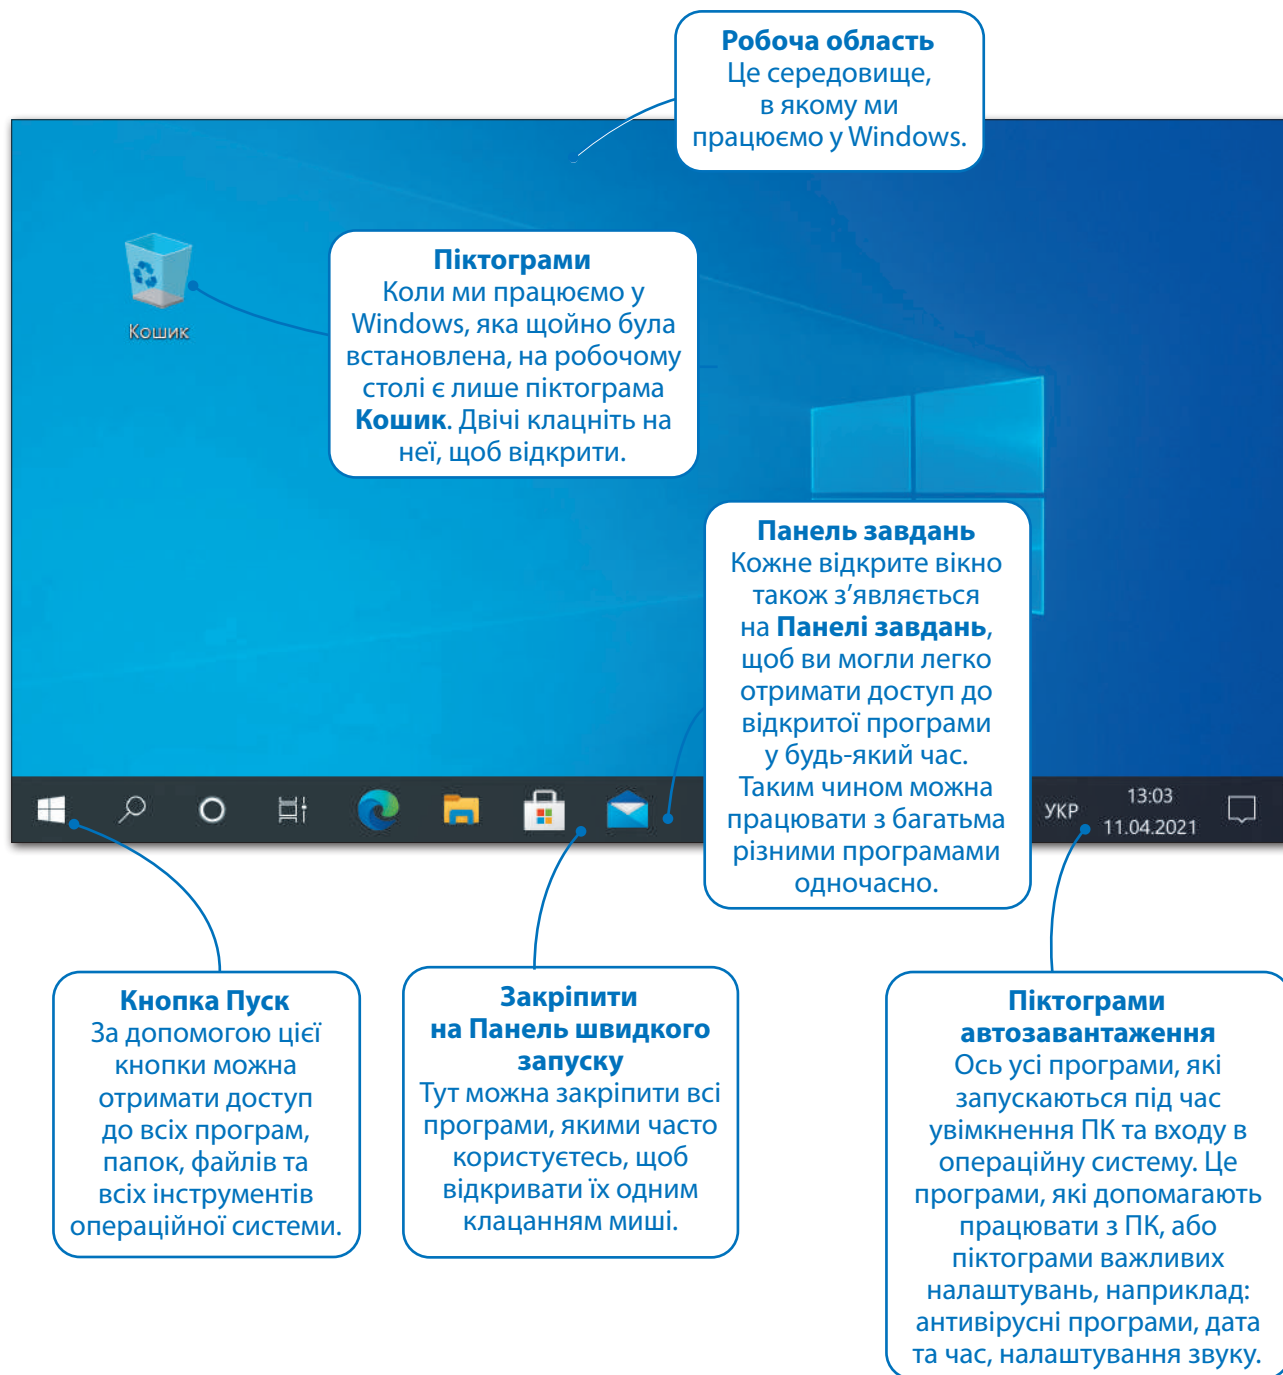 Робоча область
Це середовище,
в якому ми
працюємо у Windows.
Кошик
Піктограми
Коли ми працюємо у
Windows, яка щойно була
встановлена, на робочому
столі є лише піктограма
Кошик. Двічі клацніть на
неї, щоб відкрити.
Панель завдань
Кожне відкрите вікно
також з’являється
на Панелі завдань,
щоб ви могли легко
отримати доступ до
відкритої програми
у будь-який час.
Таким чином можна
працювати з багатьма
різними програмами
одночасно.
УКР
13:03
11.04.2021
Кнопка Пуск
За допомогою цієї
кнопки можна
отримати доступ
до всіх програм,
папок, файлів та
всіх інструментів
операційної системи.
Закріпити
на Панель швидкого
запуску
Тут можна закріпити всі
програми, якими часто
користуєтесь, щоб
відкривати їх одним
клацанням миші.
Піктограми
автозавантаження
Ось усі програми, які
запускаються під час
увімкнення ПК та входу в
операційну систему. Це
програми, які допомагають
працювати з ПК, або
піктограми важливих
налаштувань, наприклад:
антивірусні програми, дата
та час, налаштування звуку.